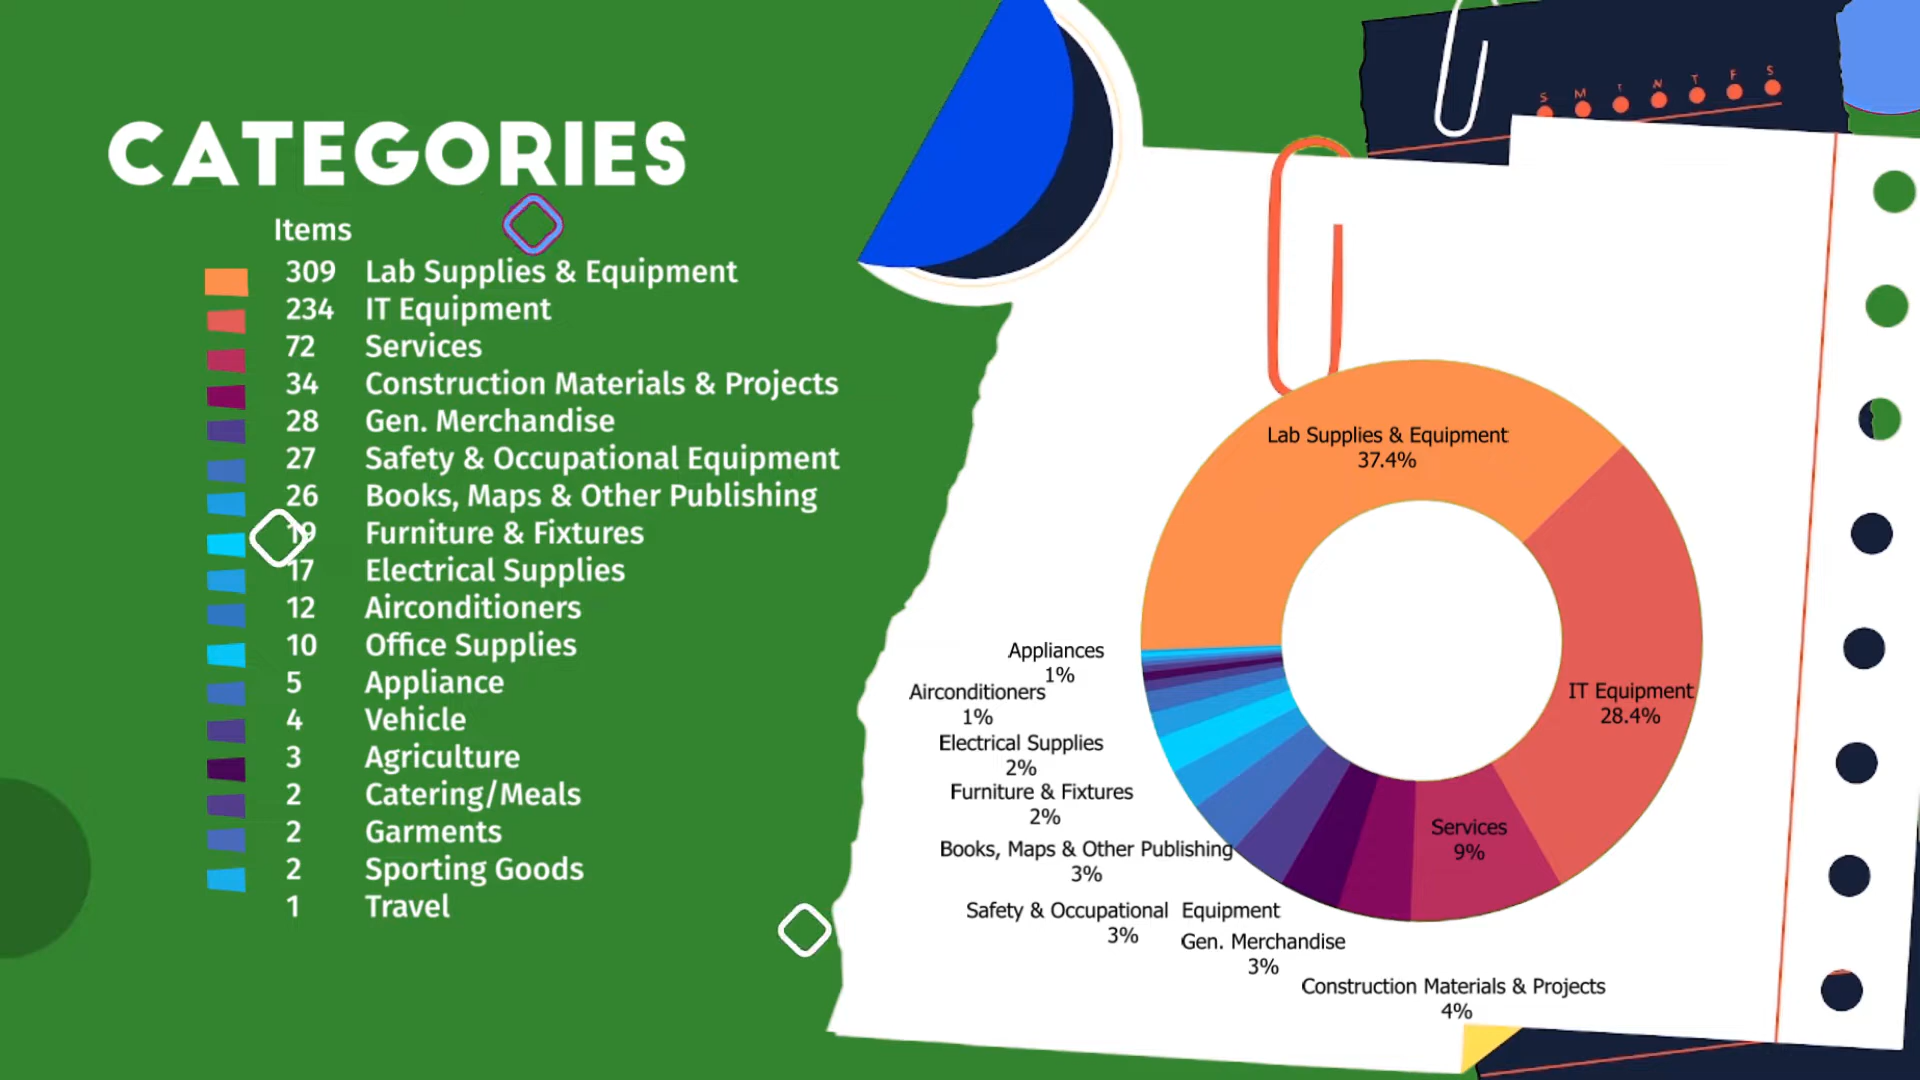 CATEGORIES
Items
309 Lab Supplies & Equipment
234 IT Equipment
72 Services
34 Construction Materials & Projects
28 Gen. Merchandise
27 Safety & Occupational Equipment
26 Books, Maps & Other Publishing
19 Furniture & Fixtures
17 Electrical Supplies
12 Airconditioners
10 Office Supplies
5 Appliance
4 Vehicle
3 Agriculture
2 Catering/Meals
2 Garments
2 Sporting Goods
1 Travel
S M T W T F S
Lab Supplies & Equipment
37.4%
IT Equipment
28.4%
Services
9%
Appliances
1%
Airconditioners
1%
Electrical Supplies
2%
Furniture & Fixtures
2%
Books, Maps & Other Publishing
3%
Safety & Occupational Equipment
3%
Gen. Merchandise
3%
Construction Materials & Projects
4%